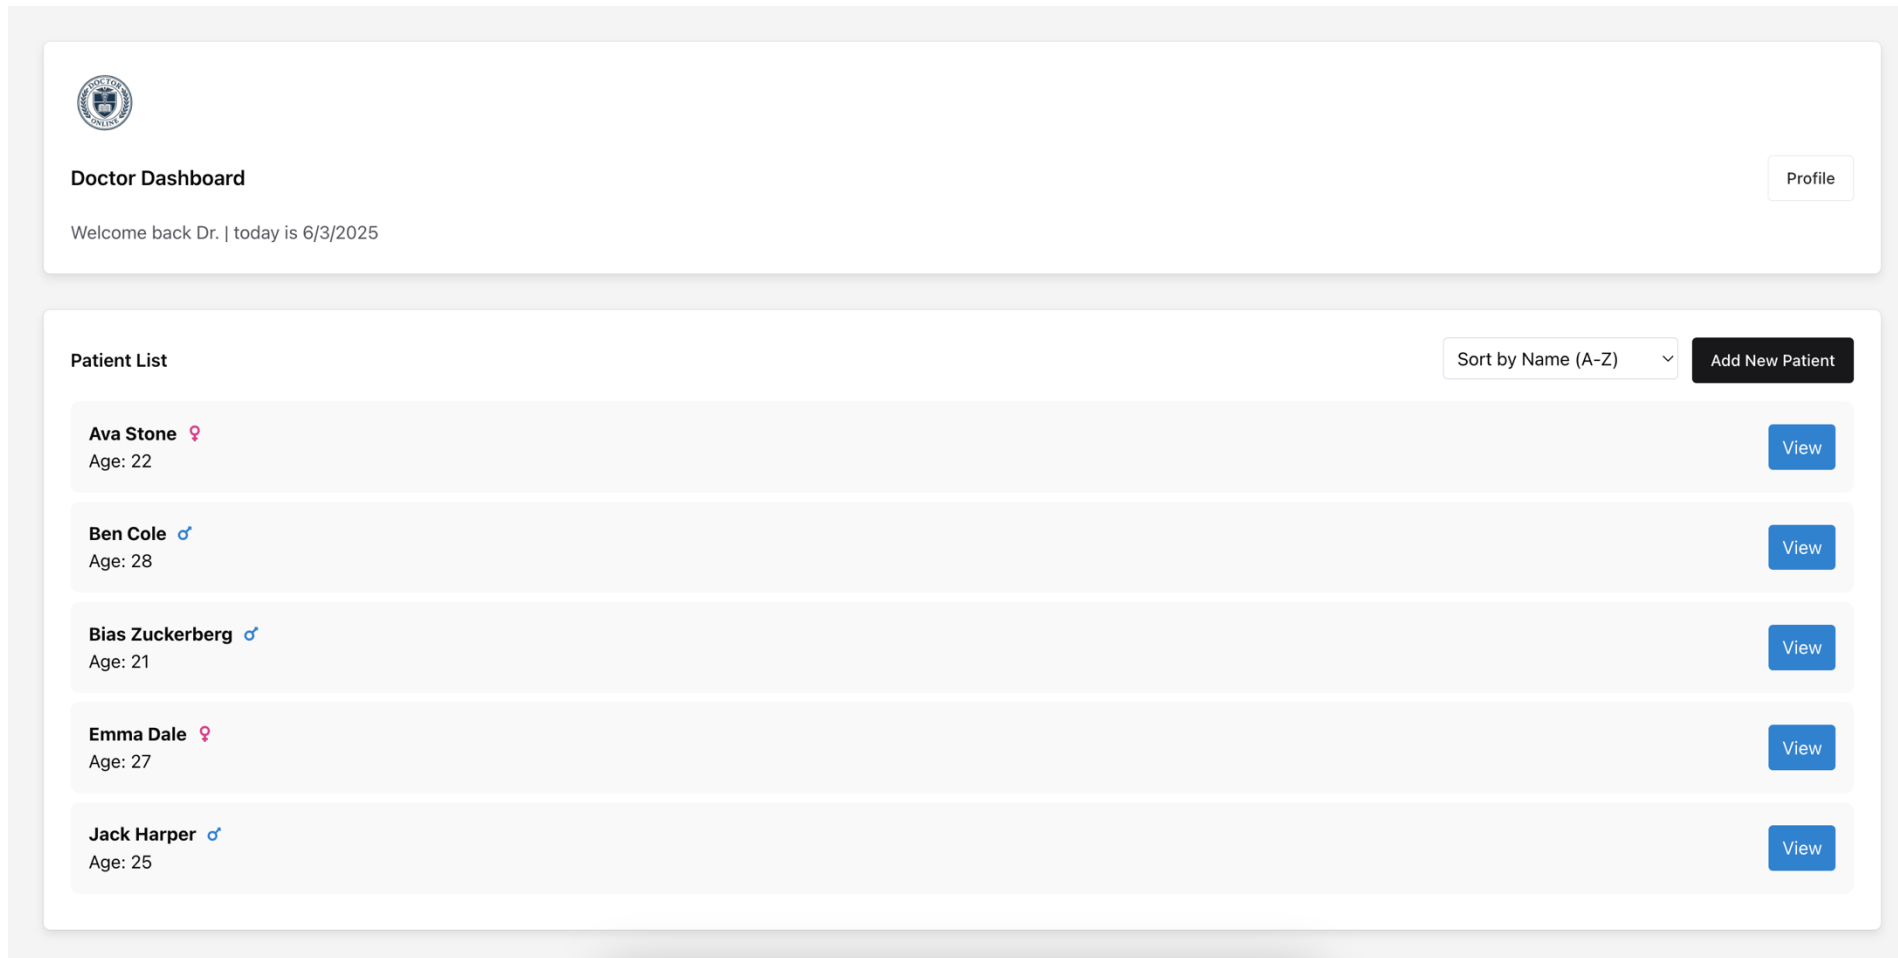 DOCTOR
ONLINE
Doctor Dashboard
Profile
Welcome back Dr. | today is 6/3/2025
Patient List
Sort by Name (A-Z)
Add New Patient
Ava Stone
Age: 22
View
Ben Cole
Age: 28
View
Bias Zuckerberg
Age: 21
View
Emma Dale
Age: 27
View
Jack Harper
Age: 25
View